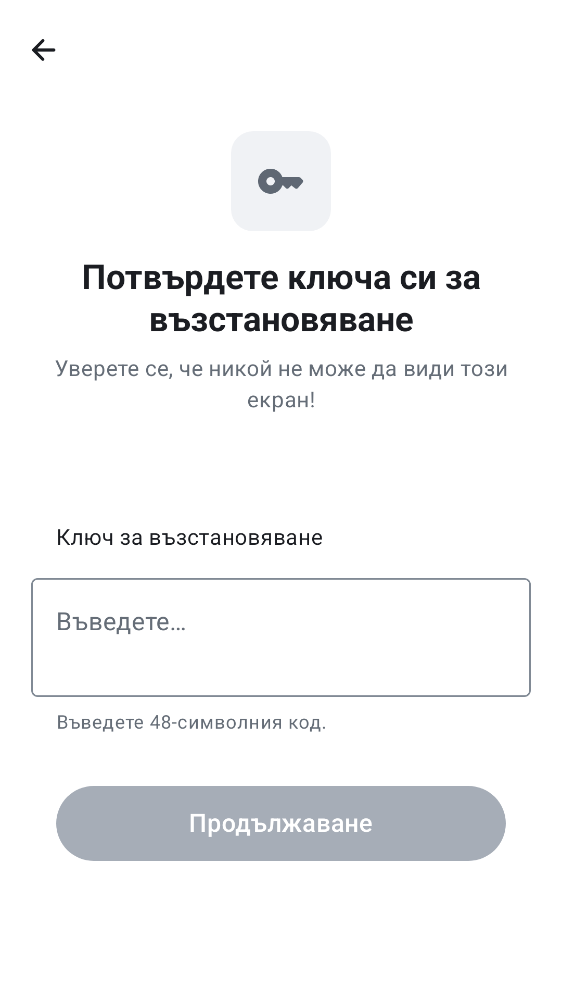 Потвърдете ключа си за
възстановяване
Уверете се, че никой не може да види този
екран!
Ключ за възстановяване
Въведете…
Въведете 48-символния код.
Продължаване